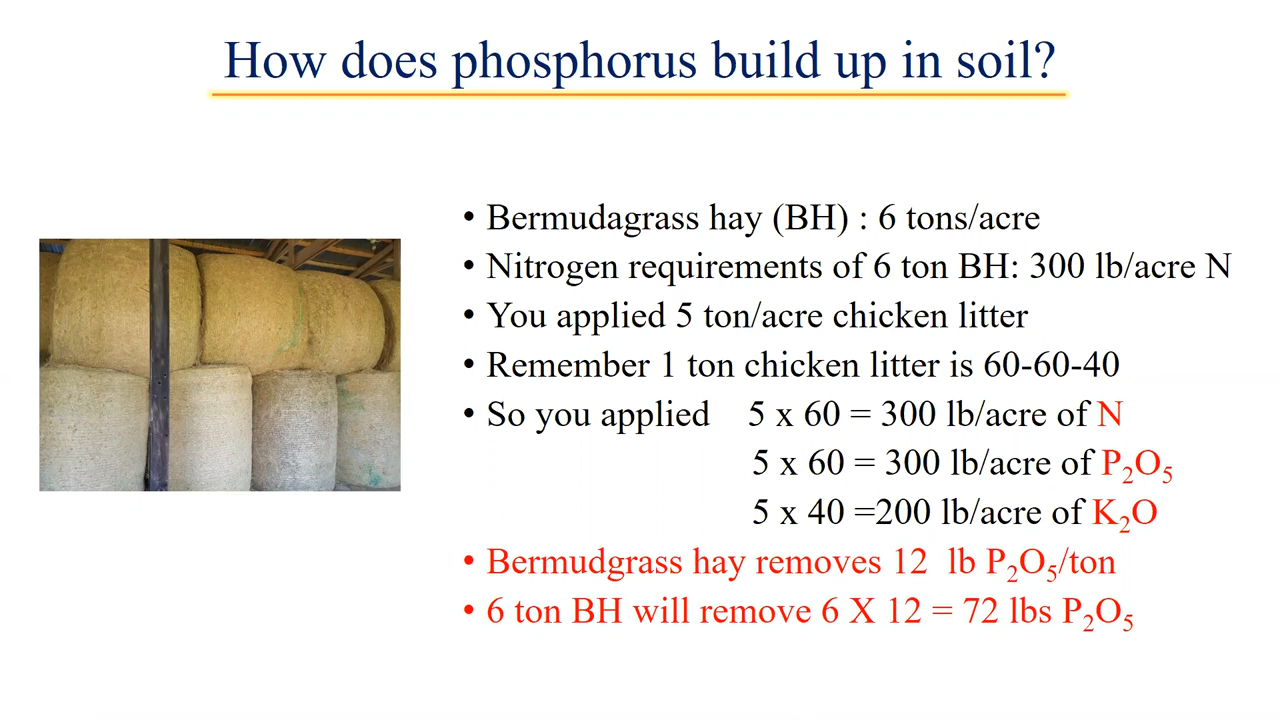 How does phosphorus build up in soil?
• Bermudagrass hay (BH) : 6 tons/acre
• Nitrogen requirements of 6 ton BH: 300 lb/acre N
• You applied 5 ton/acre chicken litter
• Remember 1 ton chicken litter is 60-60-40
• So you applied 5 x 60 = 300 lb/acre of N
5 x 60 = 300 lb/acre of P₂O₅
5 x 40 =200 lb/acre of K₂O
• Bermudgrass hay removes 12 lb P₂O₅/ton
• 6 ton BH will remove 6 X 12 = 72 lbs P₂O₅